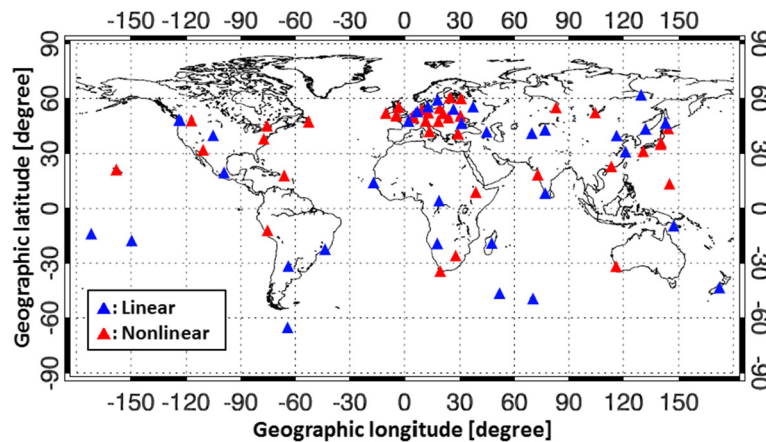 -150 -120 -90 -60 -30 0 30 60 90 120 150
90 90
60 60
30 30
0 0
-30 -30
-60 -60
-90 -90
Geographic latitude [degree]
: Linear
: Nonlinear
-150 -120 -90 -60 -30 0 30 60 90 120 150
Geographic longitude [degree]